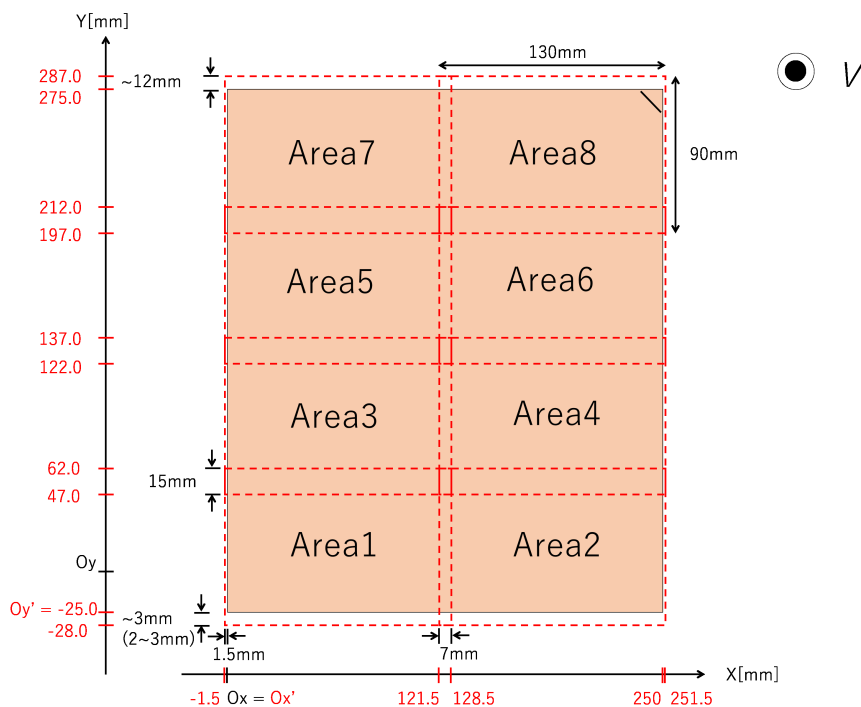 Y[mm]
130mm
287.0
~12mm
275.0
V
Area7
Area8
90mm
212.0
197.0
Area5
Area6
137.0
122.0
Area3
Area4
62.0
15mm
47.0
Area1
Area2
Oy
Oy' = -25.0
~3mm
-28.0
(2~3mm)
1.5mm
7mm
X[mm]
-1.5 Ox = Ox'
121.5
128.5
250
251.5